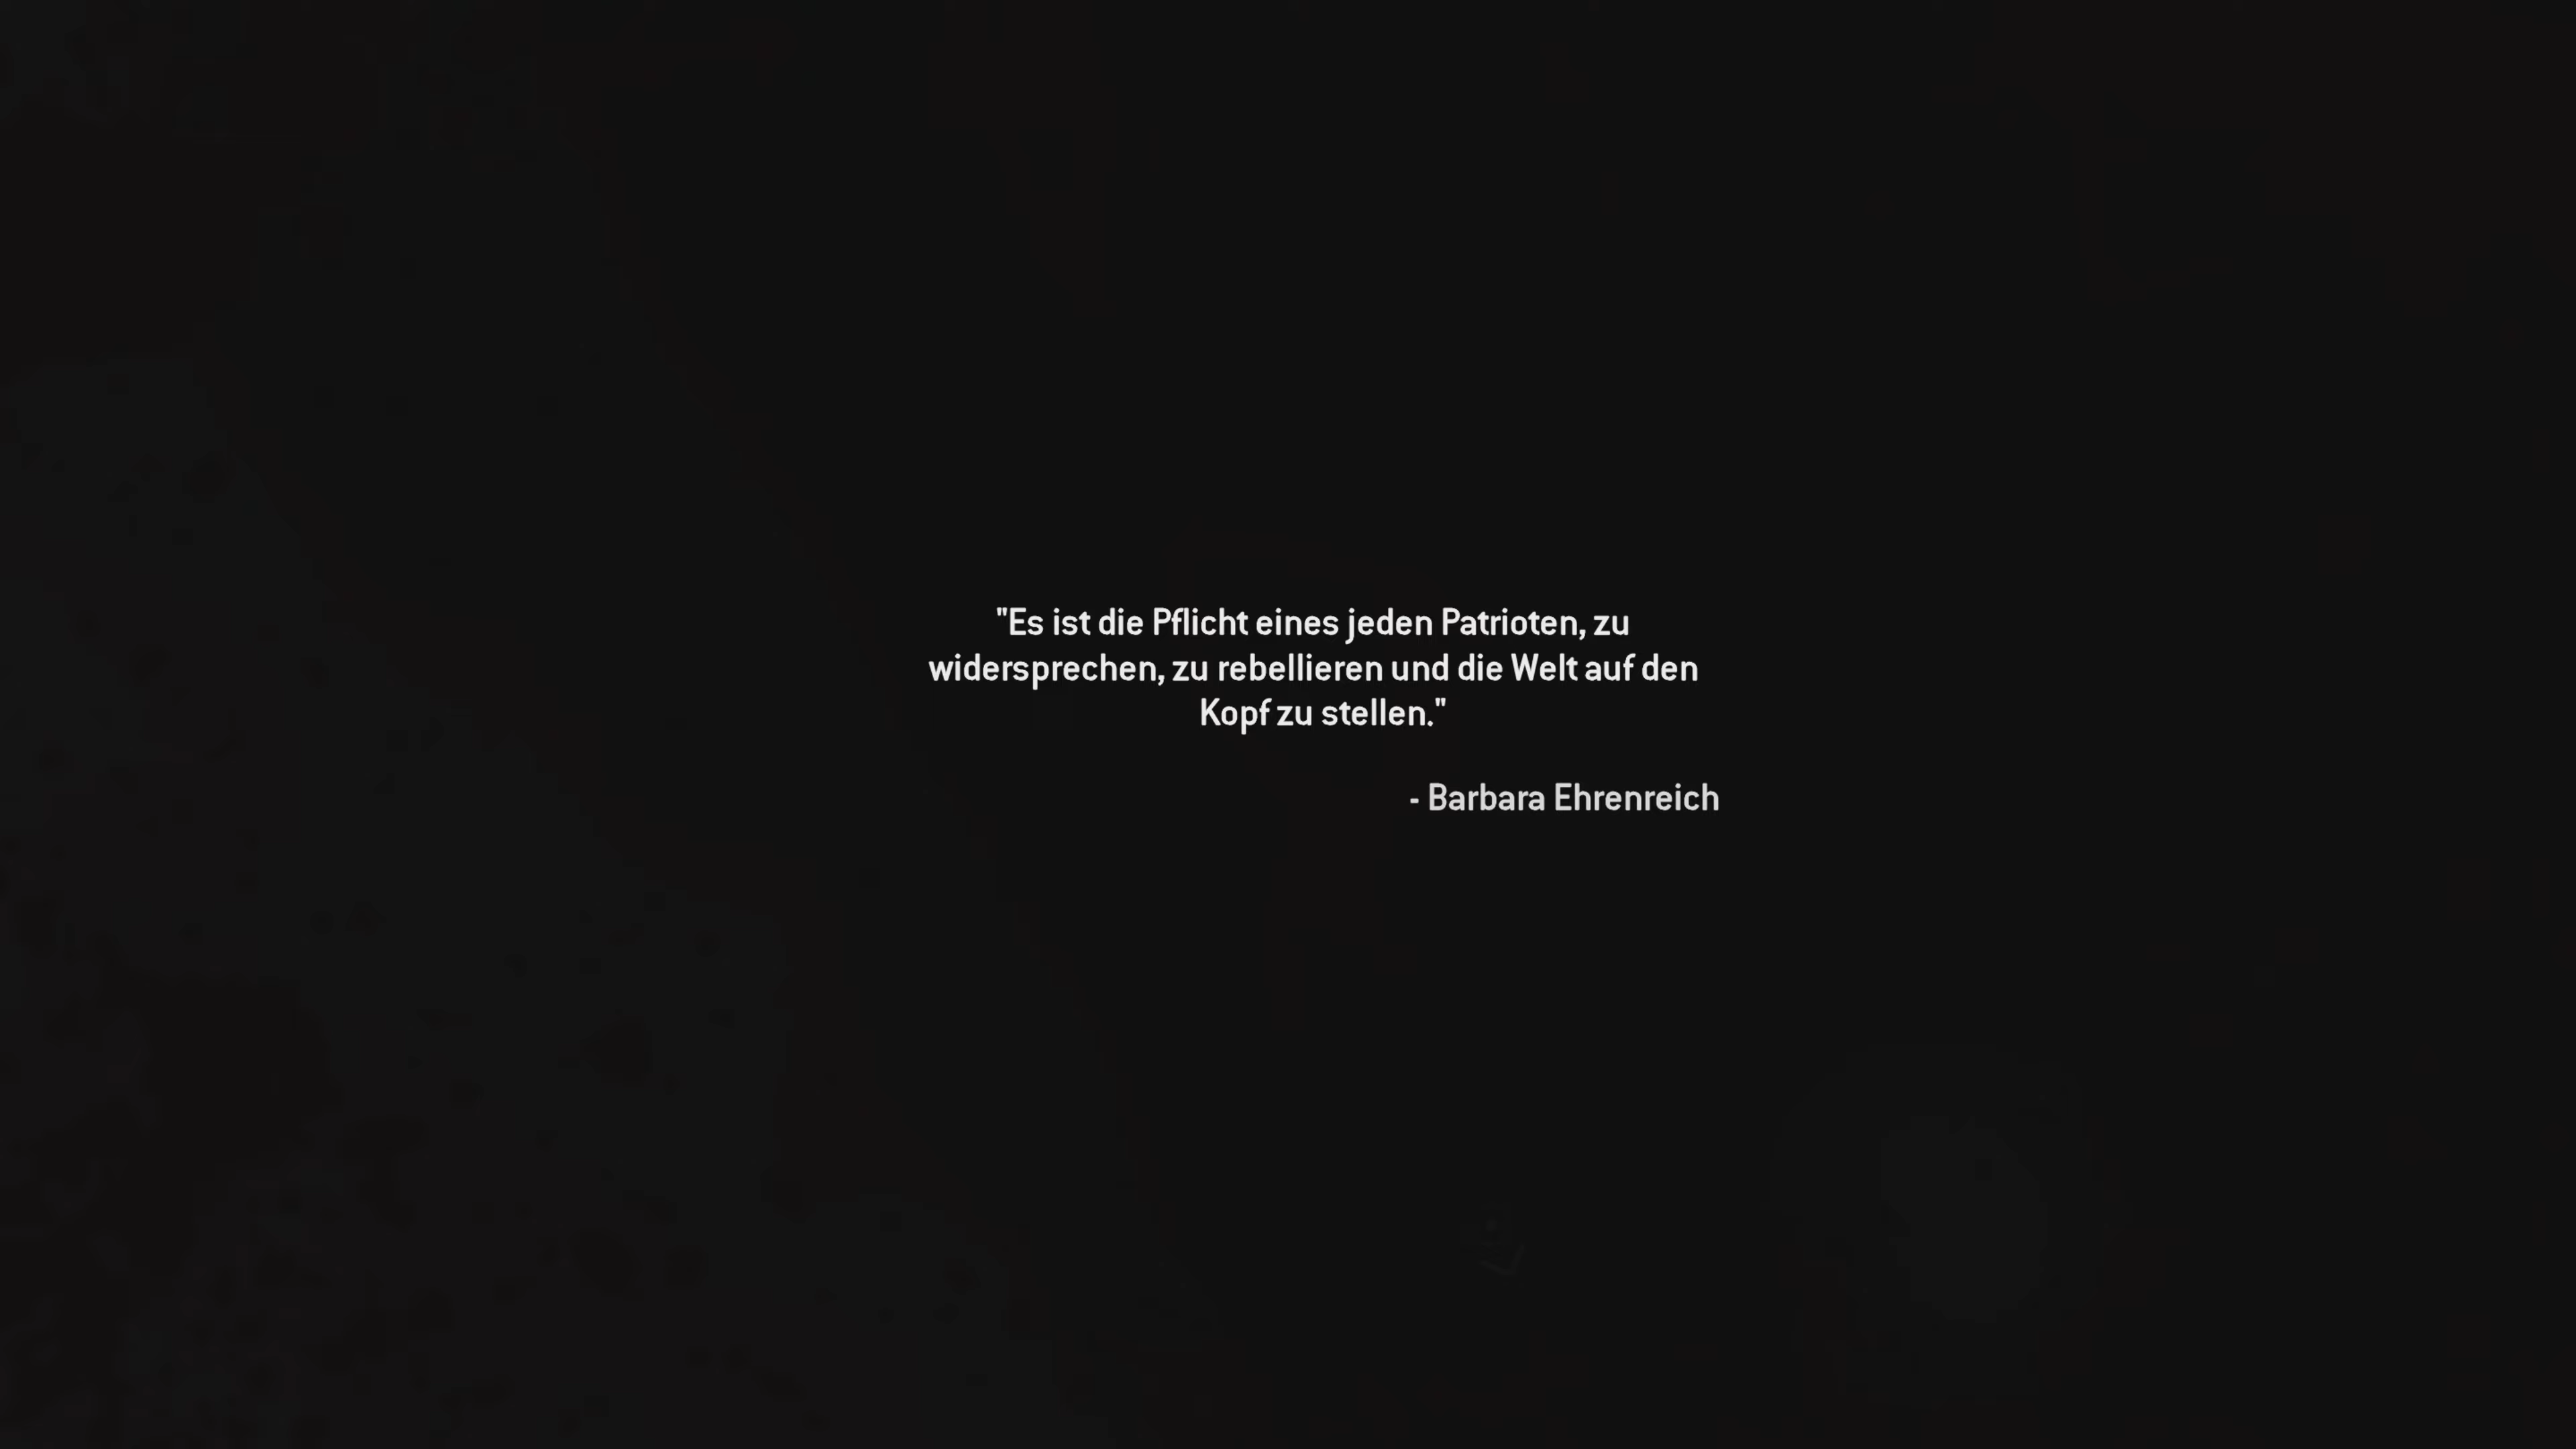 "Es ist die Pflicht eines jeden Patrioten, zu
widersprechen, zu rebellieren und die Welt auf den
Kopf zu stellen."
- Barbara Ehrenreich